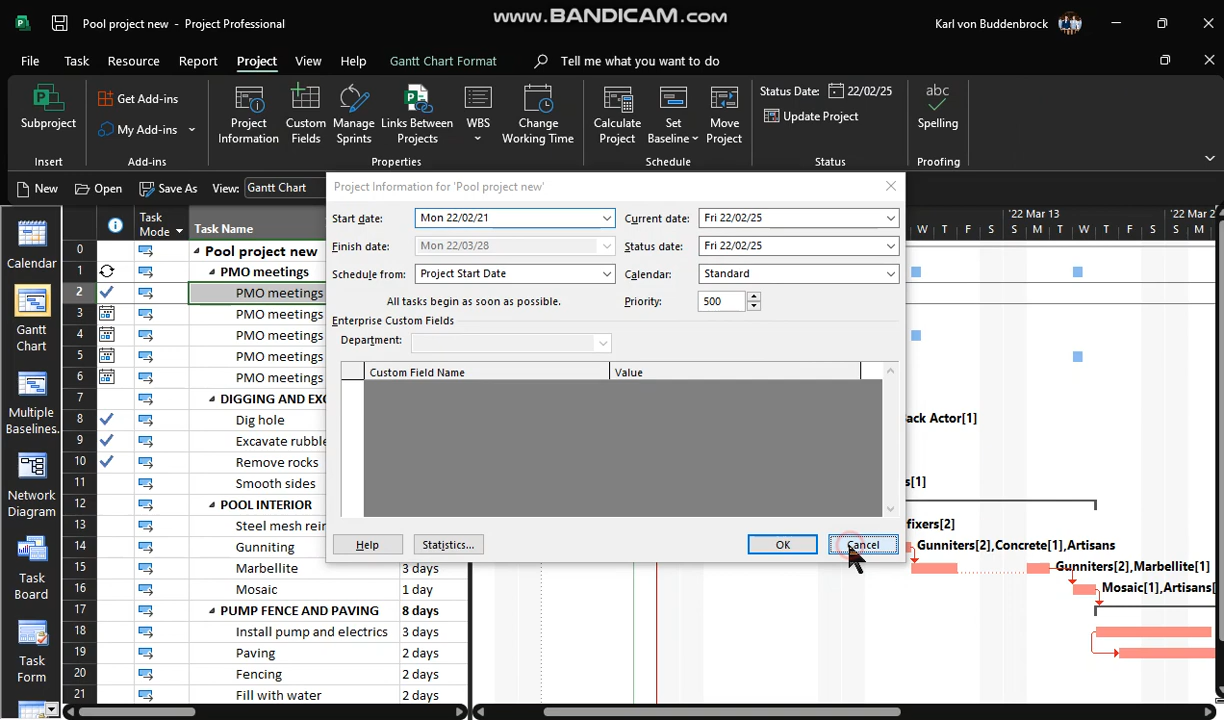 www.BANDICAM.com
Pool project new - Project Professional
Karl von Buddenbrock
File Task Resource Report Project View Help Gantt Chart Format Tell me what you want to do
Subproject
Insert
Get Add-ins
My Add-ins
Add-ins
Project Information
Custom Fields
Manage Sprints
Links Between Projects
WBS
Change Working Time
Properties
Calculate Project
Set Baseline
Move Project
Schedule
Status Date: 22/02/25
Update Project
Status
abc
Spelling
Proofing
New Open Save As View: Gantt Chart
Project Information for 'Pool project new'
Start date: Mon 22/02/21 Current date: Fri 22/02/25
Finish date: Mon 22/03/28 Status date: Fri 22/02/25
Schedule from: Project Start Date Calendar: Standard
All tasks begin as soon as possible. Priority: 500
Enterprise Custom Fields
Department:
Custom Field Name Value
Help Statistics... OK Cancel
Calendar
Gantt Chart
Multiple Baselines.
Network Diagram
Task Board
Task Form
Task Mode Task Name
'22 Mar 13 '22 Mar 2
W T F S S M T W T F S S M
0 Pool project new
1 PMO meetings
2 PMO meetings
3 PMO meetings
4 PMO meetings
5 PMO meetings
6 PMO meetings
7 DIGGING AND EX
8 Dig hole
9 Excavate rubble
10 Remove rocks
11 Smooth sides
12 POOL INTERIOR
13 Steel mesh rei
14 Gunniting
15 Marbellite 3 days
16 Mosaic 1 day
17 PUMP FENCE AND PAVING 8 days
18 Install pump and electrics 3 days
19 Paving 2 days
20 Fencing 2 days
21 Fill with water 2 days
ack Actor[1]
s[1]
fixers[2]
Gunniters[2],Concrete[1],Artisans
Gunniters[2],Marbellite[1]
Mosaic[1],Artisans[